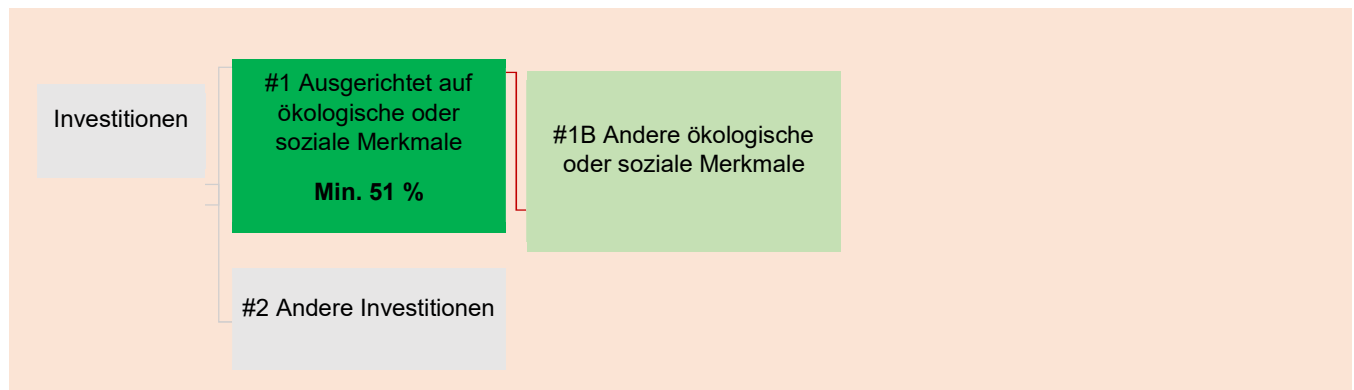 Investitionen
#1 Ausgerichtet auf
ökologische oder
soziale Merkmale
Min. 51 %
#1B Andere ökologische
oder soziale Merkmale
#2 Andere Investitionen